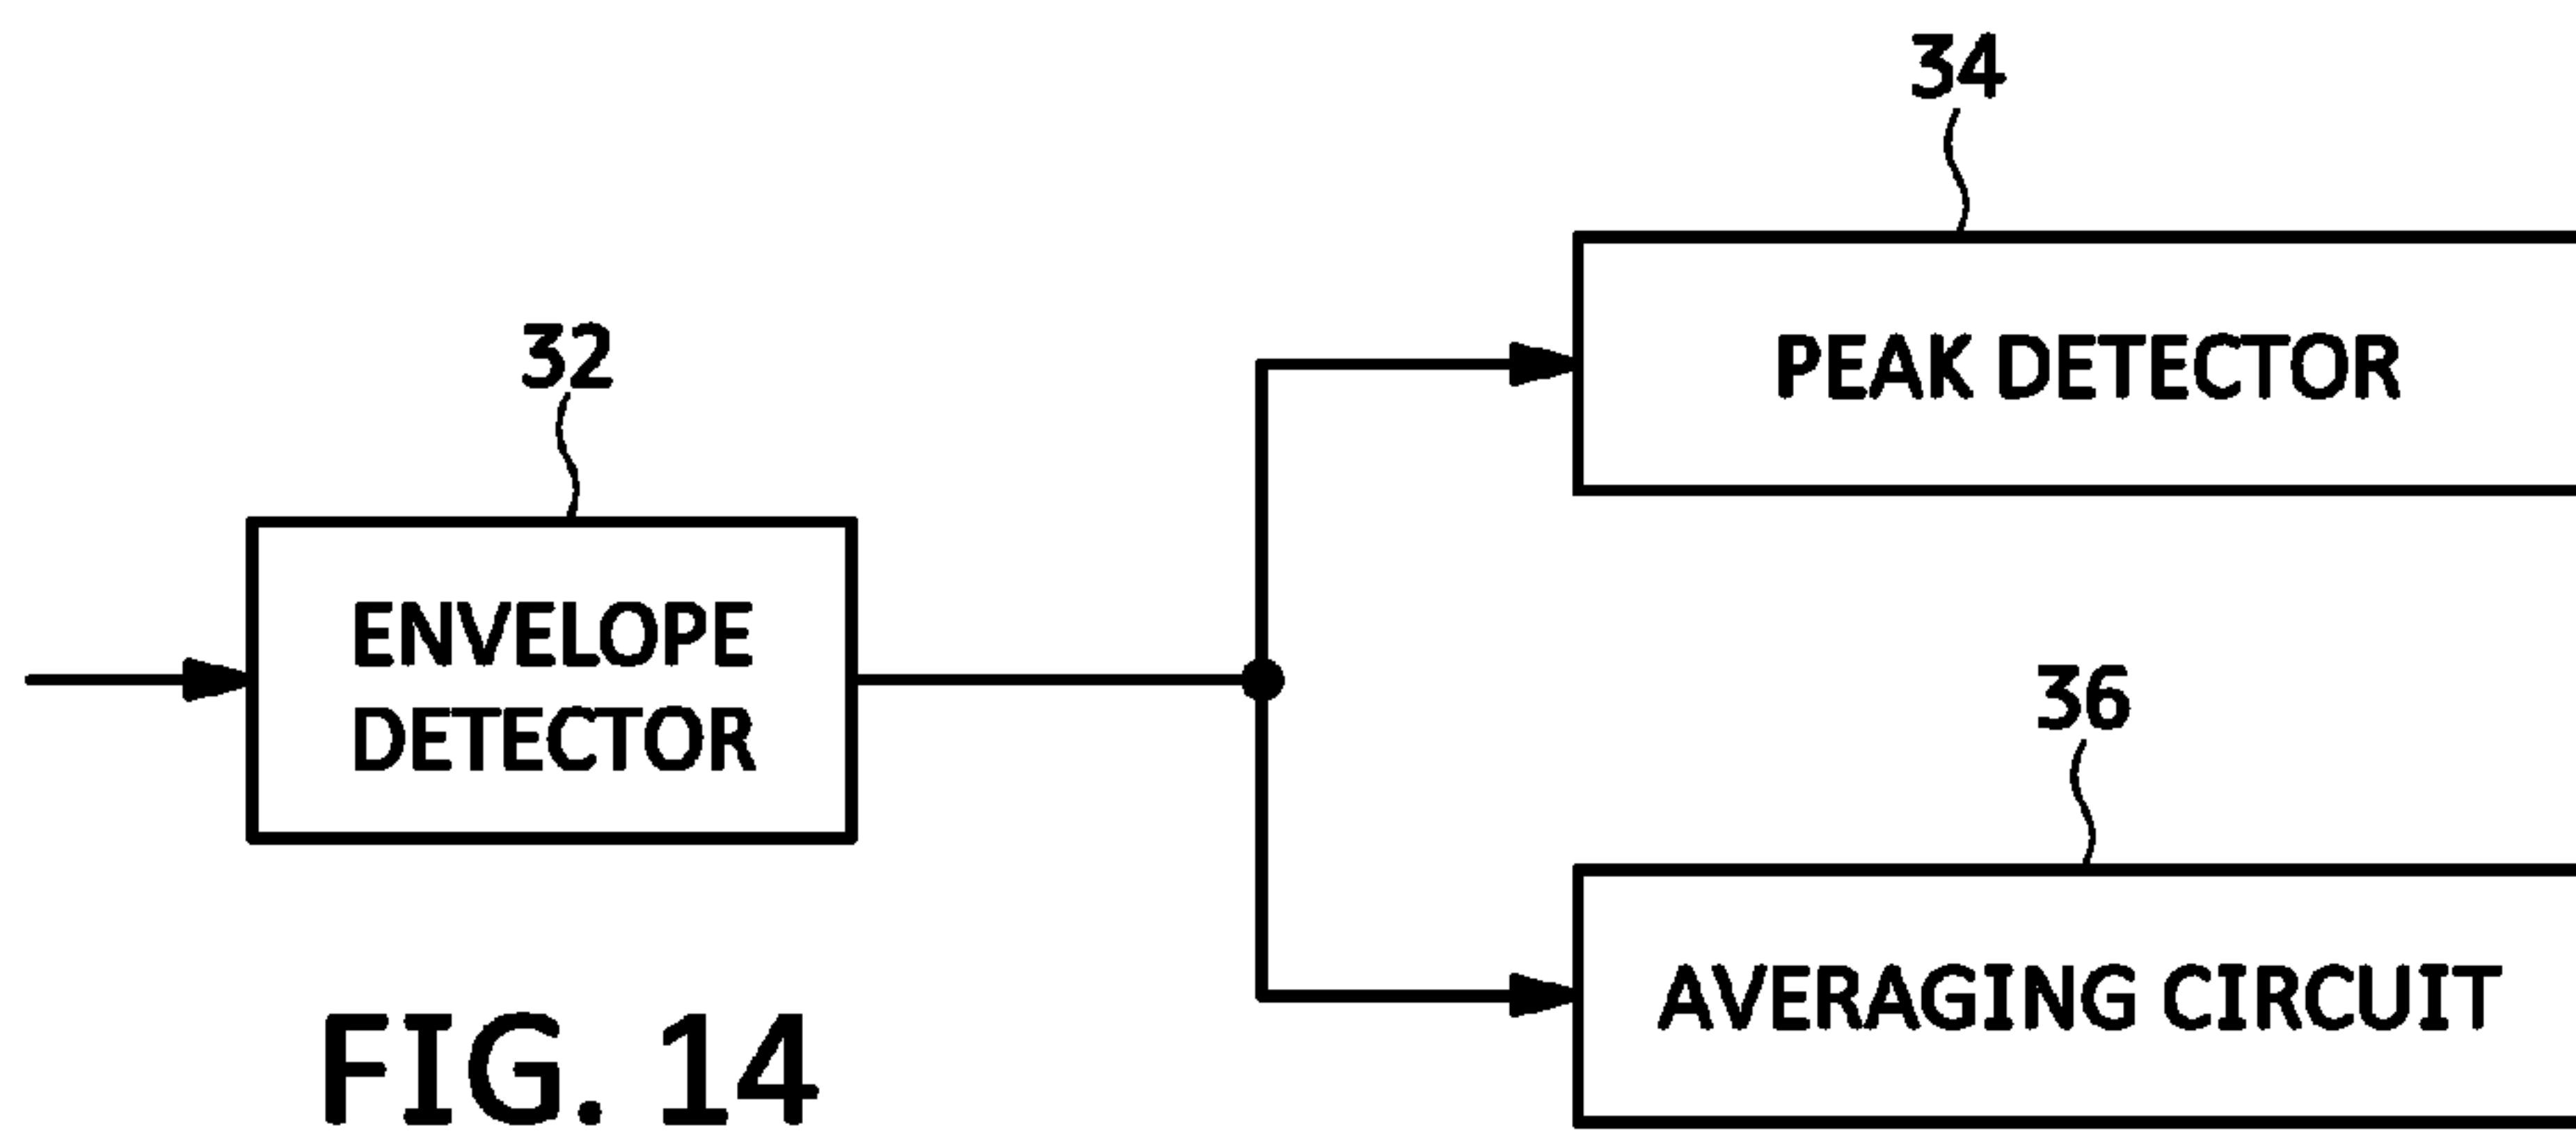 34
PEAK DETECTOR
32
ENVELOPE
DETECTOR
36
AVERAGING CIRCUIT
FIG. 14